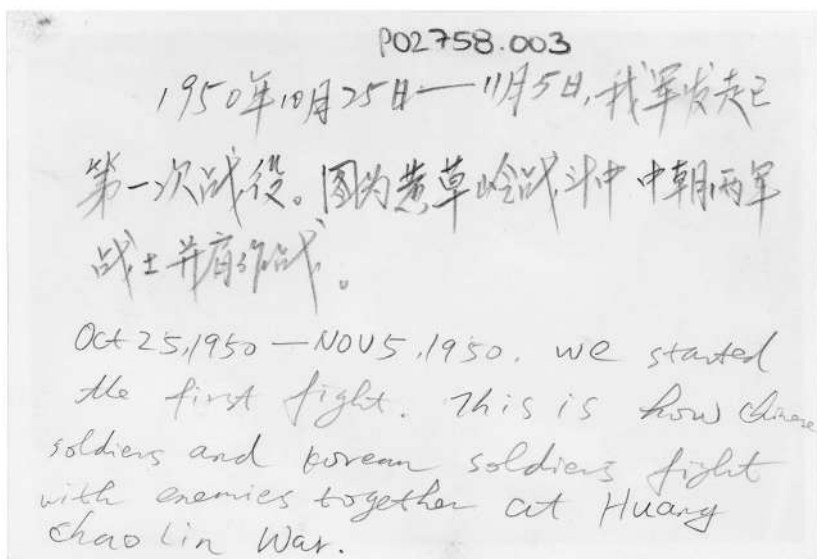 P02758.003
1950年10月25日—11月5日,我军发起了
第一次战役。图为黄草岭战斗中 中朝两军
战士并肩作战。
Oct 25,1950—NOV 5,1950. we started
the first fight. This is how chinese
soldiers and korean soldiers fight
with enemies together at Huang
chao Lin War.